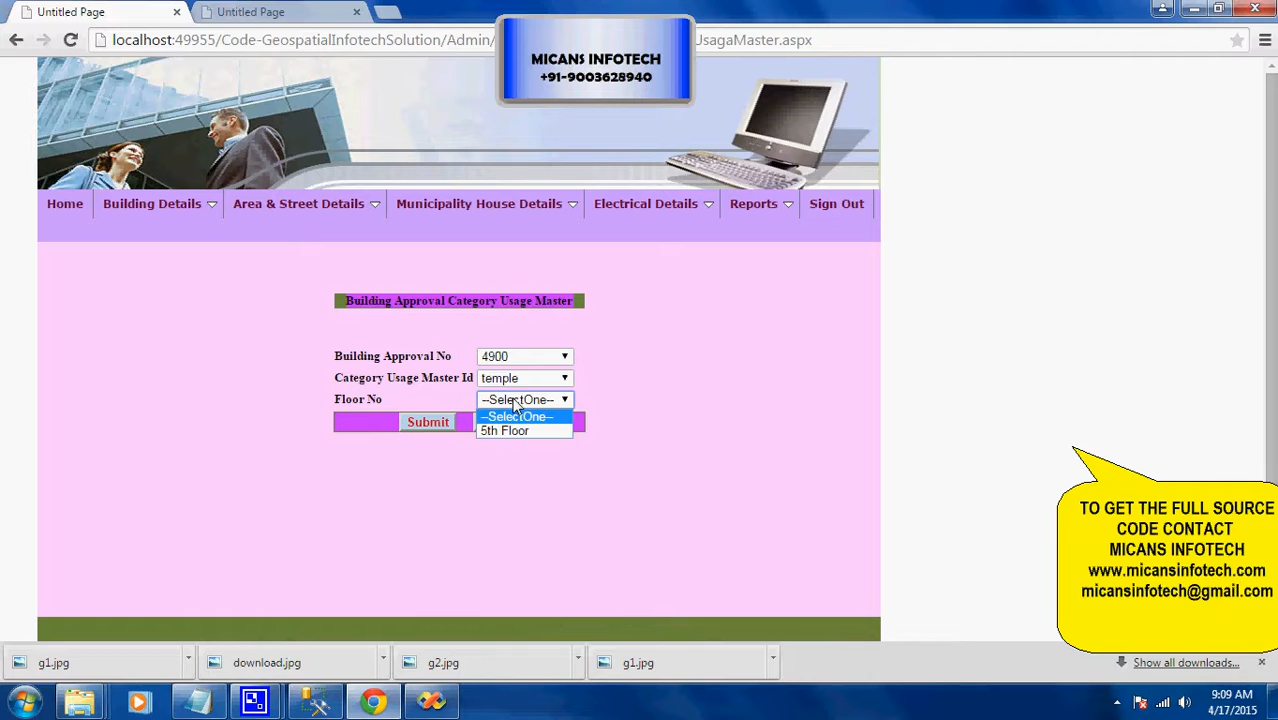 Untitled Page
Untitled Page
localhost:49955/Code-GeospatialInfotechSolution/Admin/
UsagaMaster.aspx
MICANS INFOTECH
+91-9003628940
Home
Building Details
Area & Street Details
Municipality House Details
Electrical Details
Reports
Sign Out
Building Approval Category Usage Master
Building Approval No 4900
Category Usage Master Id temple
Floor No --SelectOne--
--SelectOne--
Submit
5th Floor
TO GET THE FULL SOURCE
CODE CONTACT
MICANS INFOTECH
www.micansinfotech.com
micansinfotech@gmail.com
g1.jpg
download.jpg
g2.jpg
g1.jpg
Show all downloads...
9:09 AM
4/17/2015